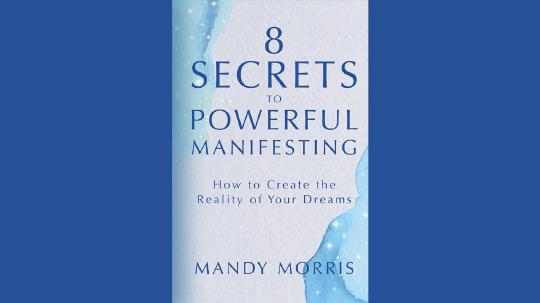 8
SECRETS
TO
POWERFUL
MANIFESTING
How to Create the
Reality of Your Dreams
MANDY MORRIS